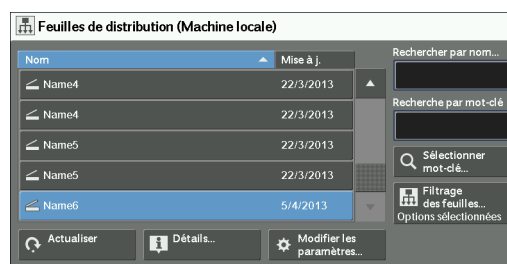 Feuilles de distribution (Machine locale)
Nom Mise à j.
Name4 22/3/2013
Name4 22/3/2013
Name5 22/3/2013
Name5 22/3/2013
Name6 5/4/2013
Actualiser
Détails...
Modifier les
paramètres...
Rechercher par nom...
Recherche par mot-clé
Sélectionner
mot-clé...
Filtrage
des feuilles...
Options sélectionnées